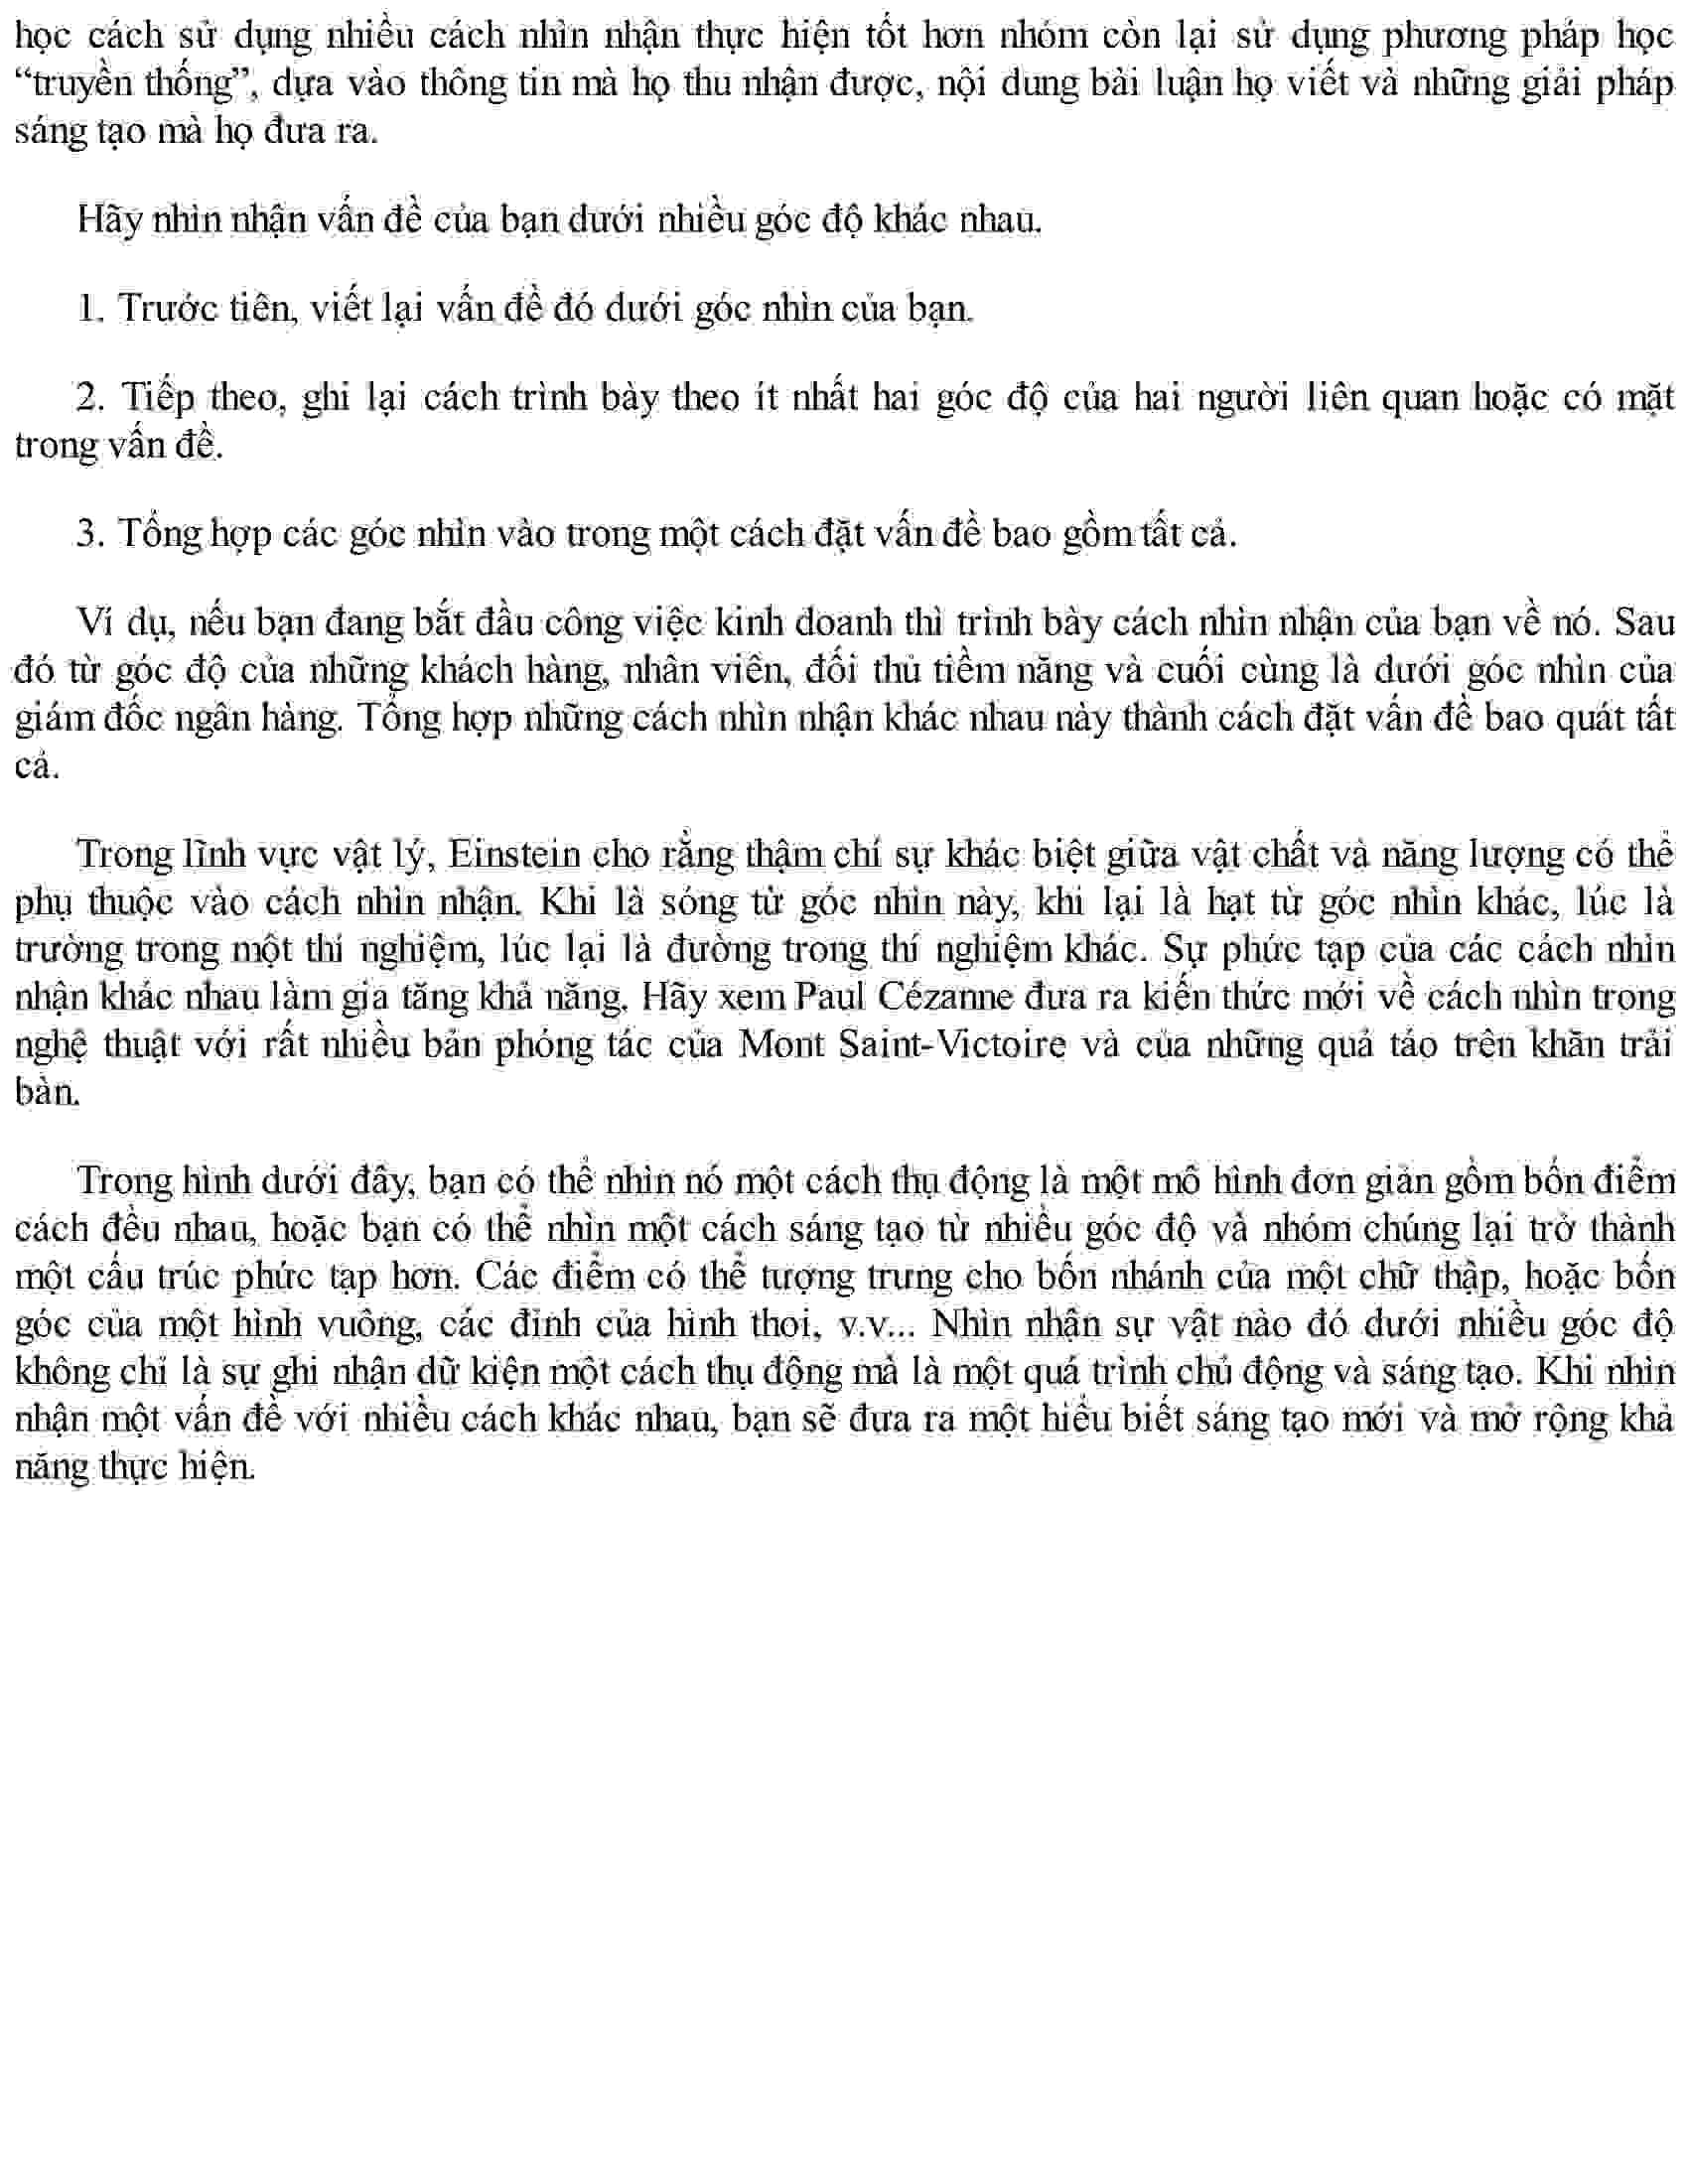 học cách sử dụng nhiều cách nhìn nhận thực hiện tốt hơn nhóm còn lại sử dụng phương pháp học
“truyền thống”, dựa vào thông tin mà họ thu nhận được, nội dung bài luận họ viết và những giải pháp
sáng tạo mà họ đưa ra.
Hãy nhìn nhận vấn đề của bạn dưới nhiều góc độ khác nhau.
1. Trước tiên, viết lại vấn đề đó dưới góc nhìn của bạn.
2. Tiếp theo, ghi lại cách trình bày theo ít nhất hai góc độ của hai người liên quan hoặc có mặt
trong vấn đề.
3. Tổng hợp các góc nhìn vào trong một cách đặt vấn đề bao gồm tất cả.
Ví dụ, nếu bạn đang bắt đầu công việc kinh doanh thì trình bày cách nhìn nhận của bạn về nó. Sau
đó từ góc độ của những khách hàng, nhân viên, đối thủ tiềm năng và cuối cùng là dưới góc nhìn của
giám đốc ngân hàng. Tổng hợp những cách nhìn nhận khác nhau này thành cách đặt vấn đề bao quát tất
cả.
Trong lĩnh vực vật lý, Einstein cho rằng thậm chí sự khác biệt giữa vật chất và năng lượng có thể
phụ thuộc vào cách nhìn nhận. Khi là sóng từ góc nhìn này, khi lại là hạt từ góc nhìn khác, lúc là
trường trong một thí nghiệm, lúc lại là đường trong thí nghiệm khác. Sự phức tạp của các cách nhìn
nhận khác nhau làm gia tăng khả năng. Hãy xem Paul Cézanne đưa ra kiến thức mới về cách nhìn trong
nghệ thuật với rất nhiều bản phóng tác của Mont Saint-Victoire và của những quả táo trên khăn trải
bàn.
Trong hình dưới đây, bạn có thể nhìn nó một cách thụ động là một mô hình đơn giản gồm bốn điểm
cách đều nhau, hoặc bạn có thể nhìn một cách sáng tạo từ nhiều góc độ và nhóm chúng lại trở thành
một cấu trúc phức tạp hơn. Các điểm có thể tượng trưng cho bốn nhánh của một chữ thập, hoặc bốn
góc của một hình vuông, các đỉnh của hình thoi, v.v... Nhìn nhận sự vật nào đó dưới nhiều góc độ
không chỉ là sự ghi nhận dữ kiện một cách thụ động mà là một quá trình chủ động và sáng tạo. Khi nhìn
nhận một vấn đề với nhiều cách khác nhau, bạn sẽ đưa ra một hiểu biết sáng tạo mới và mở rộng khả
năng thực hiện.